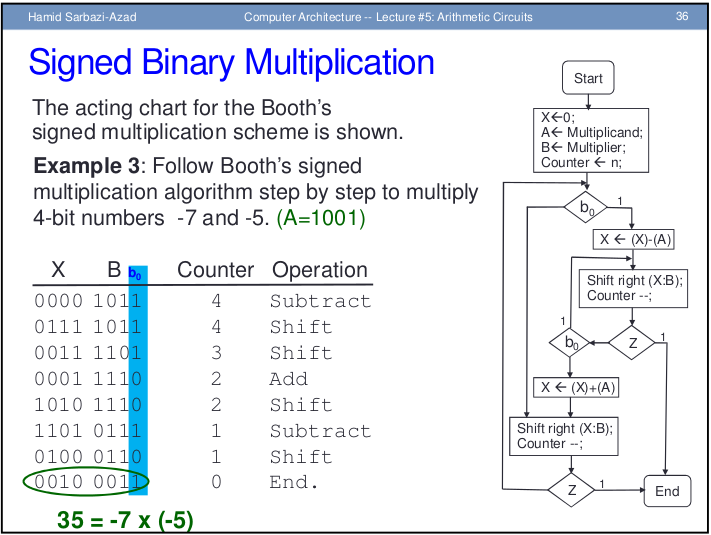 Hamid Sarbazi-Azad Computer Architecture -- Lecture #5: Arithmetic Circuits 36
Signed Binary Multiplication
The acting chart for the Booth's
signed multiplication scheme is shown.
Example 3: Follow Booth's signed
multiplication algorithm step by step to multiply
4-bit numbers -7 and -5. (A=1001)
X B b0 Counter Operation
0000 1011 4 Subtract
0111 1011 4 Shift
0011 1101 3 Shift
0001 1110 2 Add
1010 1110 2 Shift
1101 0111 1 Subtract
0100 0110 1 Shift
0010 0011 0 End.
35 = -7 x (-5)
Start
X←0;
A← Multiplicand;
B← Multiplier;
Counter ← n;
b0
1
X ← (X)-(A)
Shift right (X:B);
Counter --;
1
b0
Z
1
X ← (X)+(A)
Shift right (X:B);
Counter --;
Z
1
End